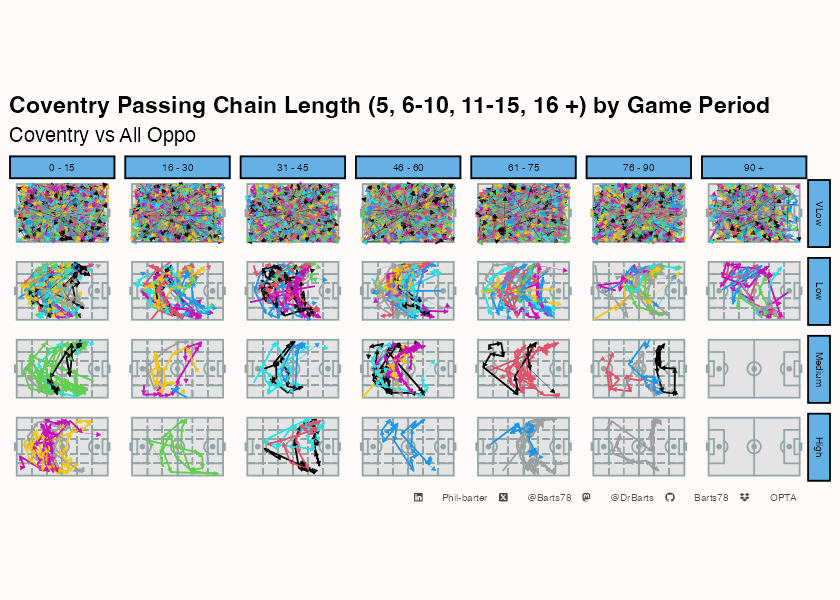 Coventry Passing Chain Length (5, 6-10, 11-15, 16 +) by Game Period
Coventry vs All Oppo
0 - 15 16 - 30 31 - 45 46 - 60 61 - 75 76 - 90 90 +
V Low
Low
Medium
High
Phil-barter @Barts78 @DrBarts Barts78 OPTA